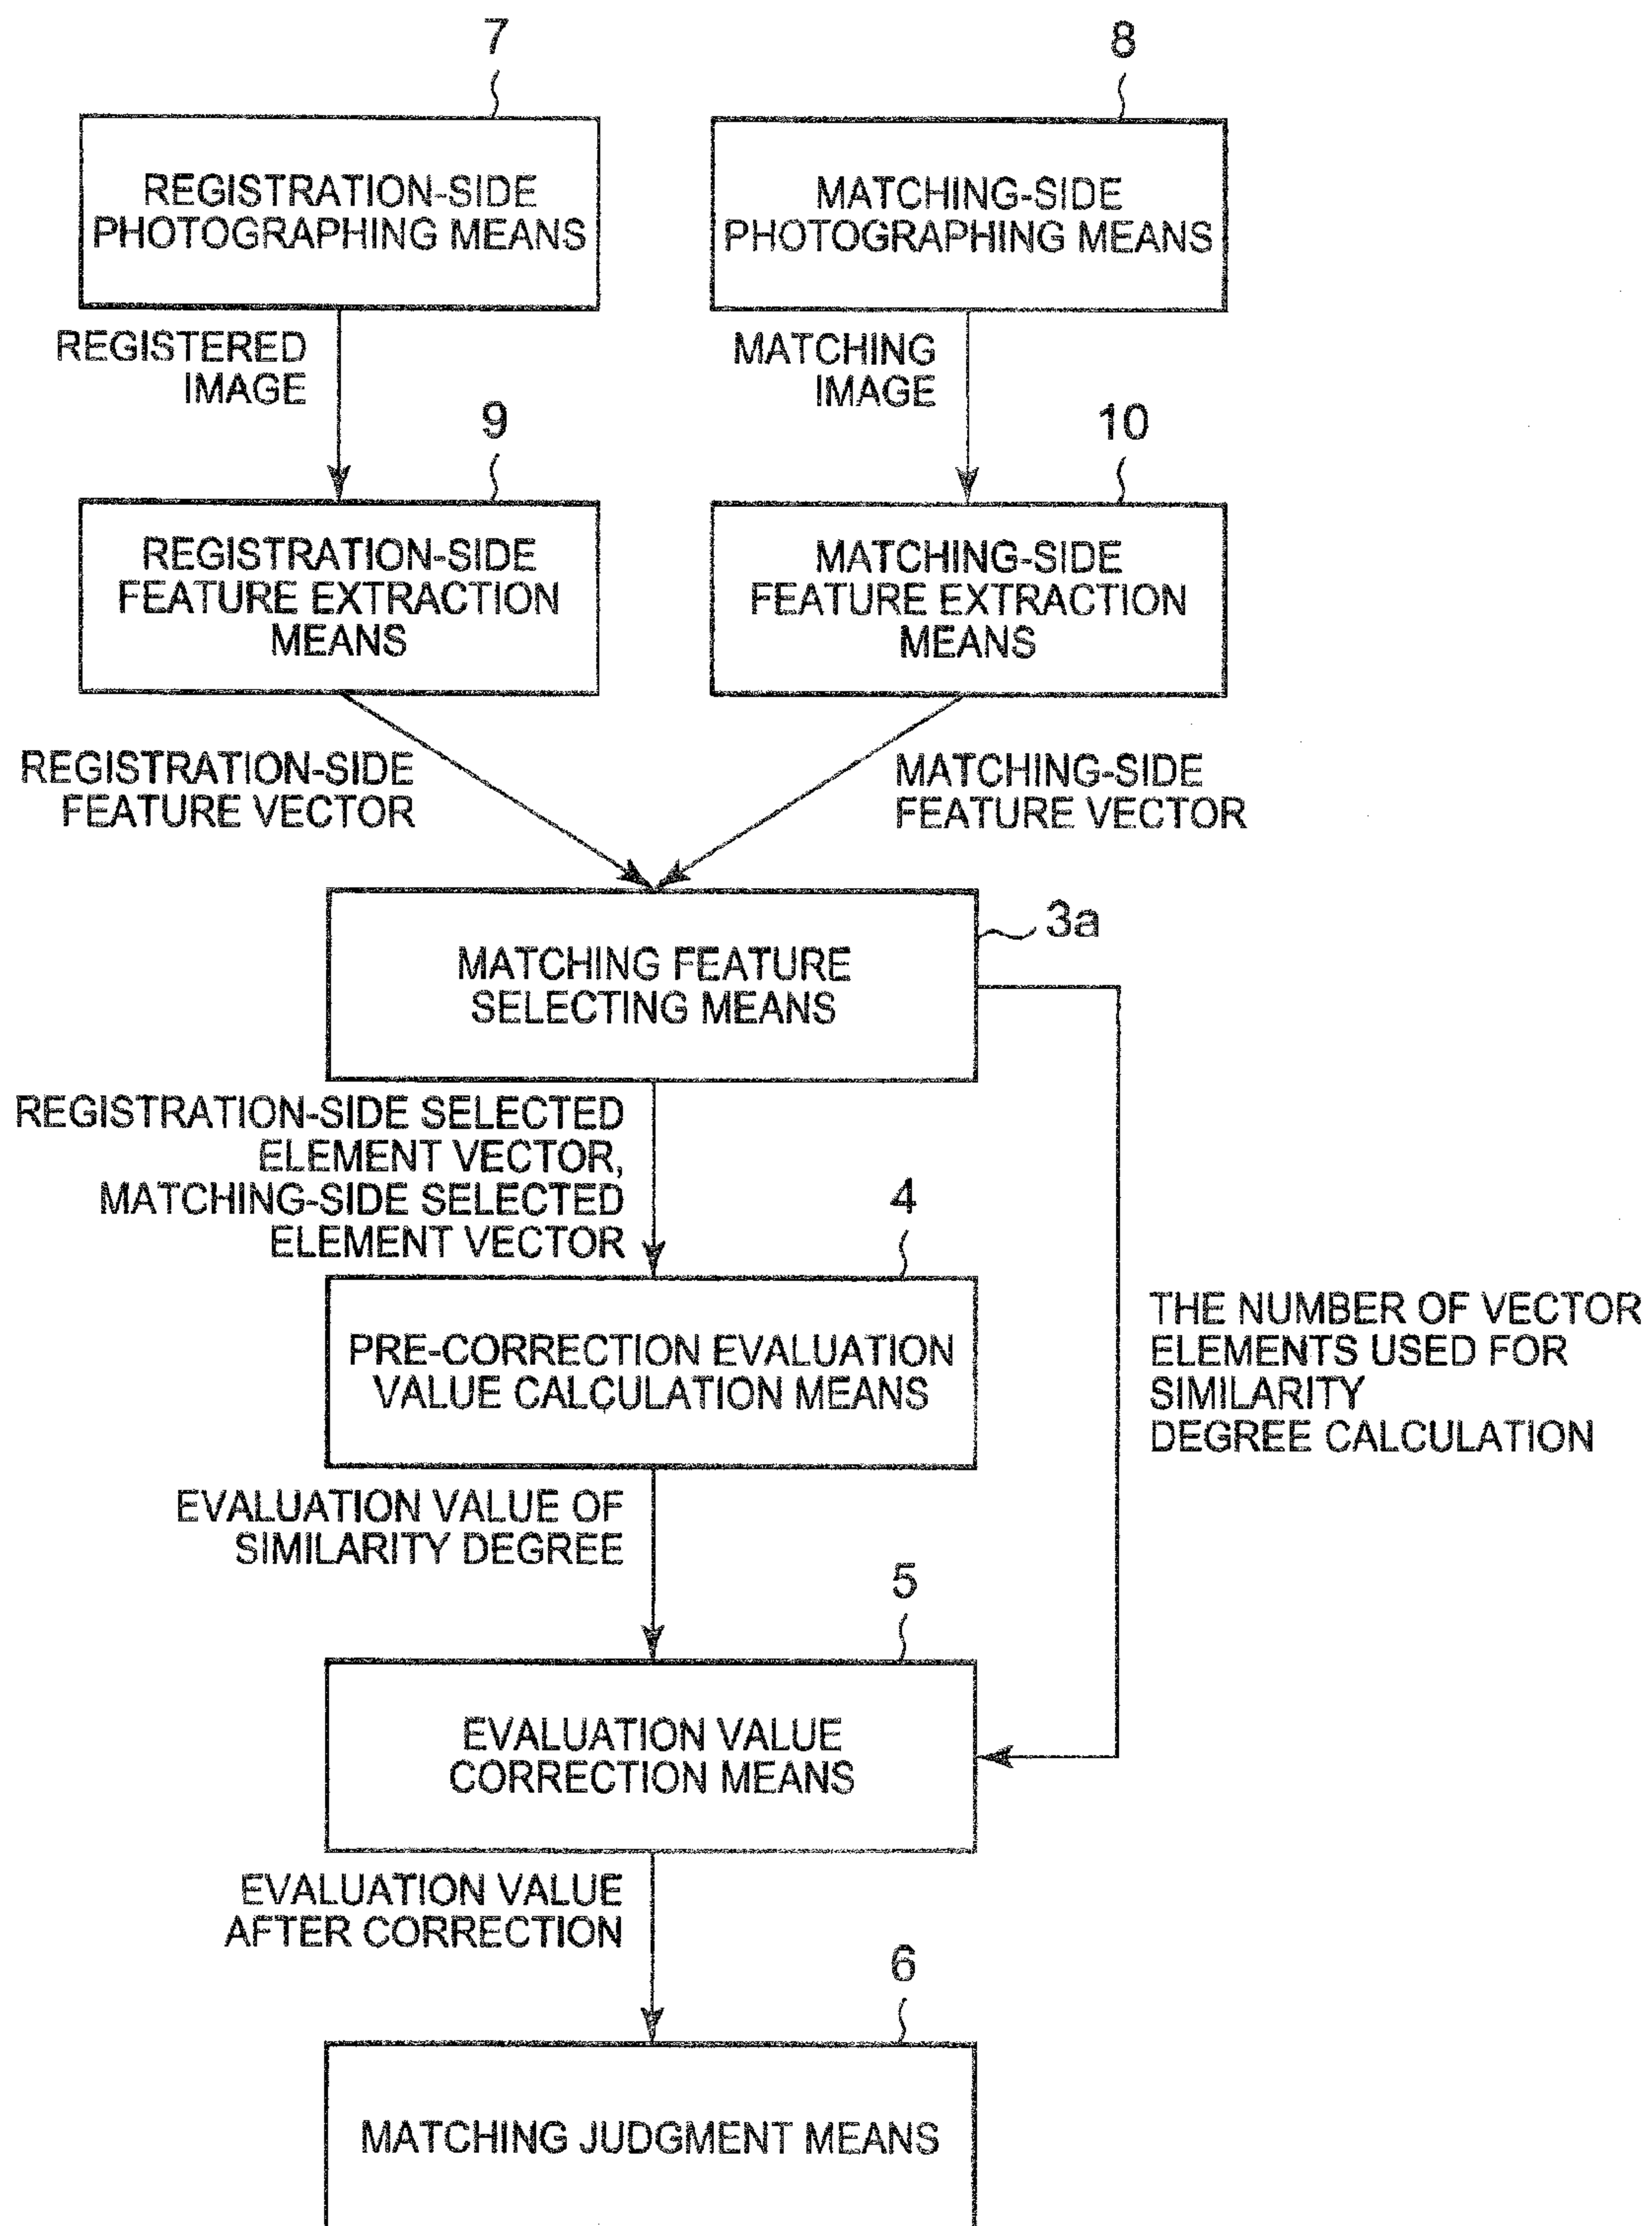 7
8
REGISTRATION-SIDE
PHOTOGRAPHING MEANS
MATCHING-SIDE
PHOTOGRAPHING MEANS
REGISTERED
IMAGE
MATCHING
IMAGE
9
10
REGISTRATION-SIDE
FEATURE EXTRACTION
MEANS
MATCHING-SIDE
FEATURE EXTRACTION
MEANS
REGISTRATION-SIDE
FEATURE VECTOR
MATCHING-SIDE
FEATURE VECTOR
3a
MATCHING FEATURE
SELECTING MEANS
REGISTRATION-SIDE SELECTED
ELEMENT VECTOR,
MATCHING-SIDE SELECTED
ELEMENT VECTOR
4
THE NUMBER OF VECTOR
ELEMENTS USED FOR
SIMILARITY
DEGREE CALCULATION
PRE-CORRECTION EVALUATION
VALUE CALCULATION MEANS
EVALUATION VALUE OF
SIMILARITY DEGREE
5
EVALUATION VALUE
CORRECTION MEANS
EVALUATION VALUE
AFTER CORRECTION
6
MATCHING JUDGMENT MEANS